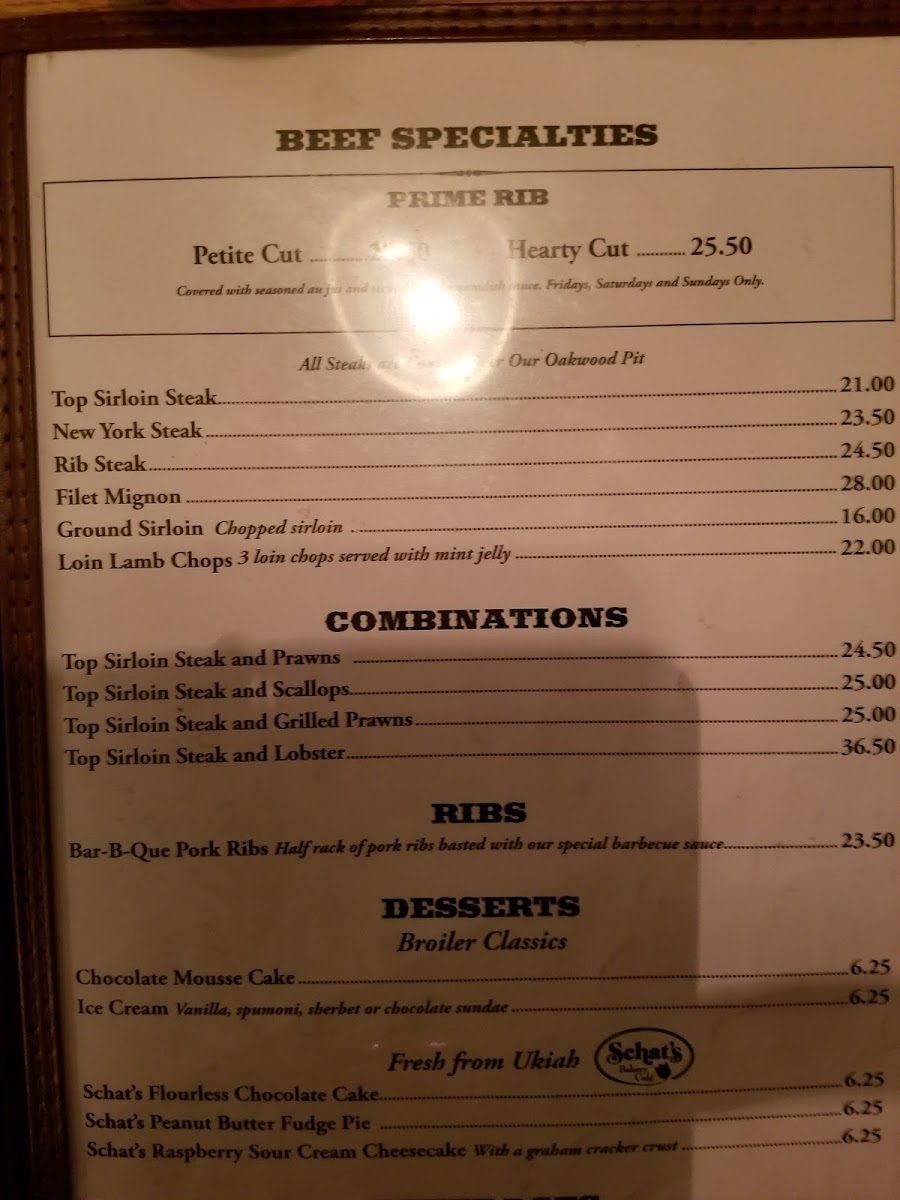 BEEF SPECIALTIES
PRIME RIB
Petite Cut .......... Hearty Cut .......... 25.50
Covered with seasoned au jus and sauce. Fridays, Saturdays and Sundays Only.
All Steaks are Our Oakwood Pit
Top Sirloin Steak.......... 21.00
New York Steak.......... 23.50
Rib Steak.......... 24.50
Filet Mignon .......... 28.00
Ground Sirloin Chopped sirloin .......... 16.00
Loin Lamb Chops 3 loin chops served with mint jelly .......... 22.00
COMBINATIONS
Top Sirloin Steak and Prawns .......... 24.50
Top Sirloin Steak and Scallops.......... 25.00
Top Sirloin Steak and Grilled Prawns.......... 25.00
Top Sirloin Steak and Lobster.......... 36.50
RIBS
Bar-B-Que Pork Ribs Half rack of pork ribs basted with our special barbecue sauce.......... 23.50
DESSERTS
Broiler Classics
Chocolate Mousse Cake.......... 6.25
Ice Cream Vanilla, spumoni, sherbet or chocolate sundae .......... 6.25
Fresh from Ukiah Schat's Bakery Cafe
Schat's Flourless Chocolate Cake.......... 6.25
Schat's Peanut Butter Fudge Pie .......... 6.25
Schat's Raspberry Sour Cream Cheesecake With a graham cracker crust .......... 6.25